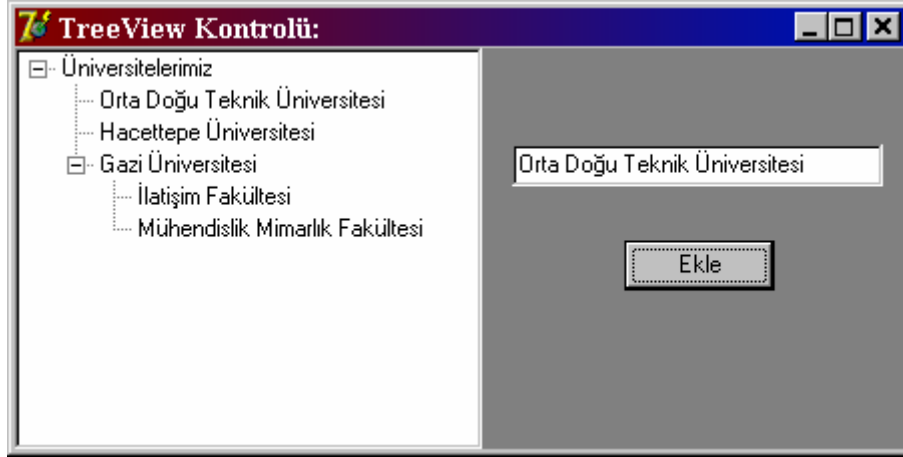 TreeView Kontrolü:
Üniversitelerimiz
Orta Doğu Teknik Üniversitesi
Hacettepe Üniversitesi
Gazi Üniversitesi
İlatişim Fakültesi
Mühendislik Mimarlık Fakültesi
Orta Doğu Teknik Üniversitesi
Ekle